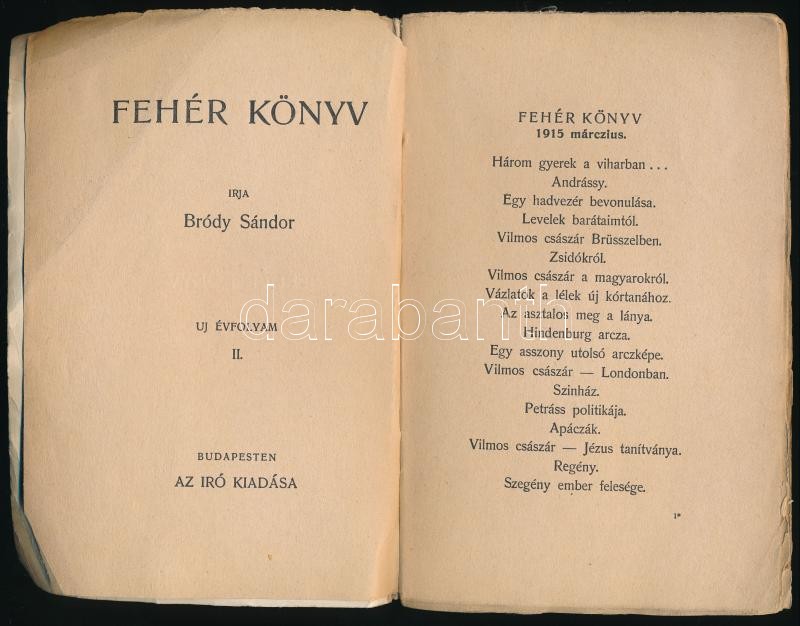 FEHÉR KÖNYV
IRJA
Bródy Sándor
UJ ÉVFOLYAM
II.
BUDAPESTEN
AZ IRÓ KIADÁSA
FEHÉR KÖNYV
1915 márczius.
Három gyerek a viharban . . .
Andrássy.
Egy hadvezér bevonulása.
Levelek barátaimtól.
Vilmos császár Brüsszelben.
Zsidókról.
Vilmos császár a magyarokról.
Vázlatok a lélek új kórtanához.
Az asztalos meg a lánya.
Hindenburg arcza.
Egy asszony utolsó arczképe.
Vilmos császár — Londonban.
Szinház.
Petráss politikája.
Apáczák.
Vilmos császár — Jézus tanítványa.
Regény.
Szegény ember felesége.
1*
darabanth